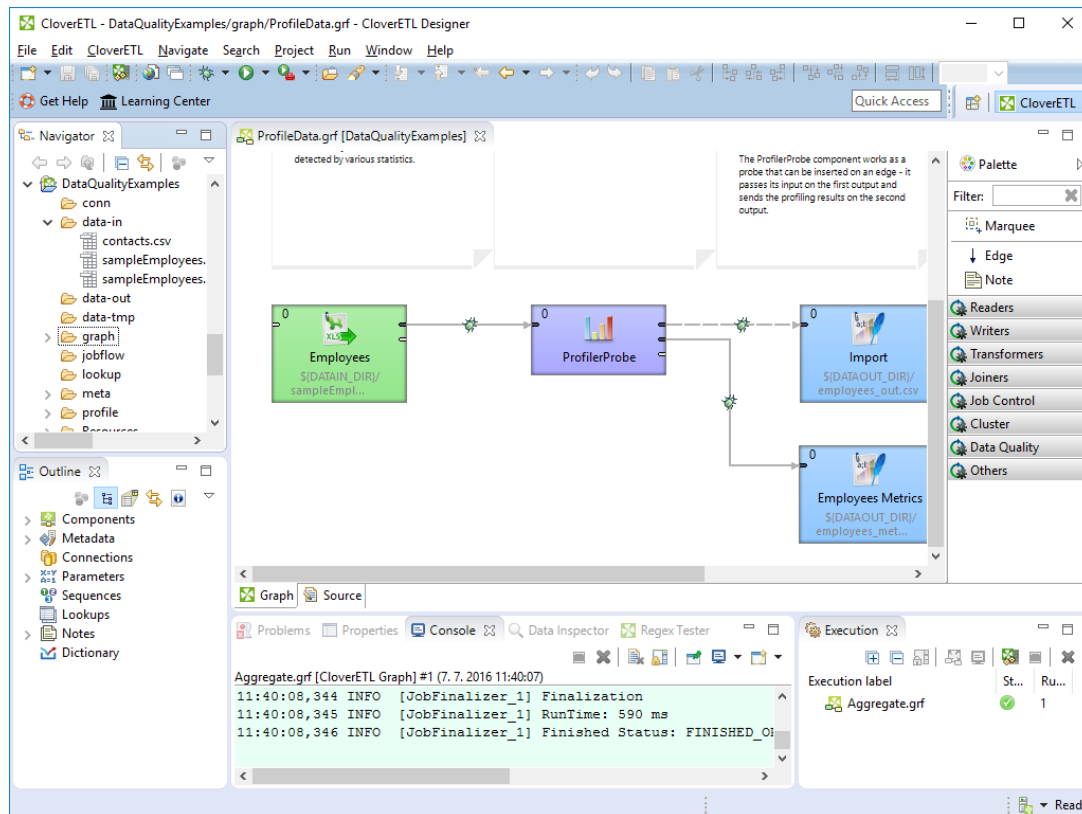 CloverETL - DataQualityExamples/graph/ProfileData.grf - CloverETL Designer
File Edit CloverETL Navigate Search Project Run Window Help
Get Help Learning Center Quick Access CloverETL
Navigator
DataQualityExamples
conn
data-in
contacts.csv
sampleEmployees.
sampleEmployees.
data-out
data-tmp
graph
jobflow
lookup
meta
profile
Resources
Outline
Components
Metadata
Connections
Parameters
Sequences
Lookups
Notes
Dictionary
ProfileData.grf [DataQualityExamples]
detected by various statistics.
The ProfilerProbe component works as a
probe that can be inserted on an edge - it
passes its input on the first output and
sends the profiling results on the second
output.
0
XLS
Employees
${DATAIN_DIR}/
sampleEmpl...
0
ProfilerProbe
0
Import
${DATAOUT_DIR}/
employees_out.csv
0
Employees Metrics
${DATAOUT_DIR}/
employees_met...
Graph Source
Palette
Filter:
Marquee
Edge
Note
Readers
Writers
Transformers
Joiners
Job Control
Cluster
Data Quality
Others
Problems Properties Console Data Inspector Regex Tester
Aggregate.grf [CloverETL Graph] #1 (7. 7. 2016 11:40:07)
11:40:08,344 INFO [JobFinalizer_1] Finalization
11:40:08,345 INFO [JobFinalizer_1] RunTime: 590 ms
11:40:08,346 INFO [JobFinalizer_1] Finished Status: FINISHED_OK
Execution
Execution label St... Ru...
Aggregate.grf 1
Read